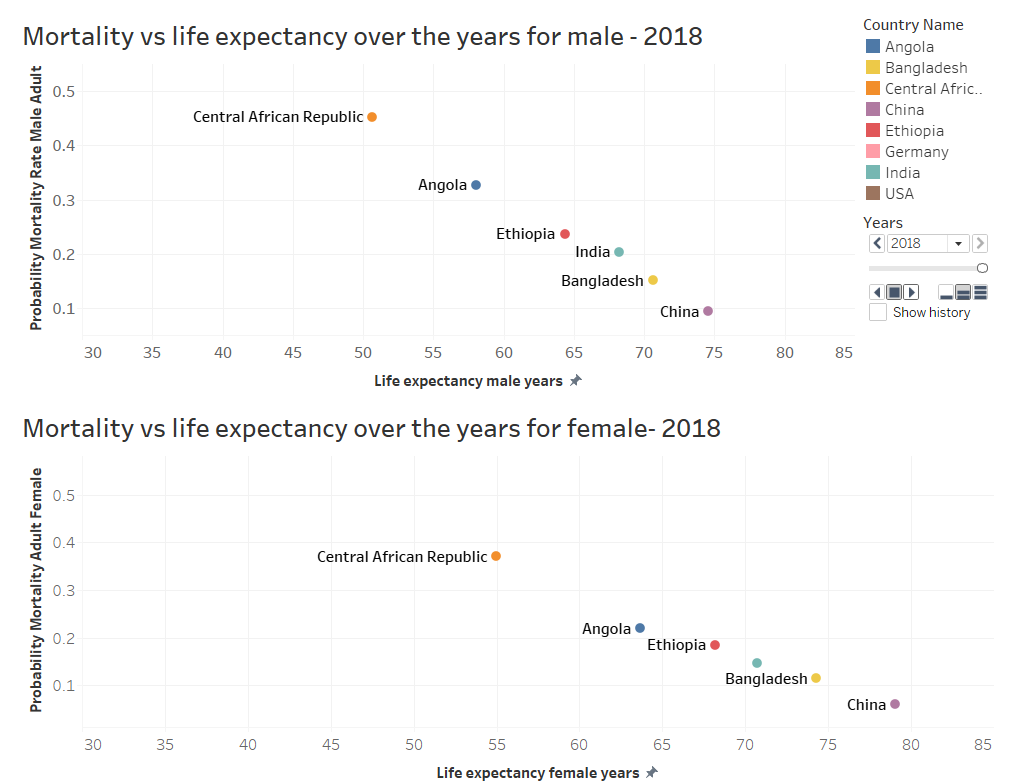 Mortality vs life expectancy over the years for male - 2018
Probability Mortality Rate Male Adult
0.5
0.4
0.3
0.2
0.1
Central African Republic
Angola
Ethiopia
India
Bangladesh
China
30 35 40 45 50 55 60 65 70 75 80 85
Life expectancy male years
Country Name
Angola
Bangladesh
Central Afric..
China
Ethiopia
Germany
India
USA
Years
2018
Show history
Mortality vs life expectancy over the years for female- 2018
Probability Mortality Adult Female
0.5
0.4
0.3
0.2
0.1
Central African Republic
Angola
Ethiopia
Bangladesh
China
30 35 40 45 50 55 60 65 70 75 80 85
Life expectancy female years